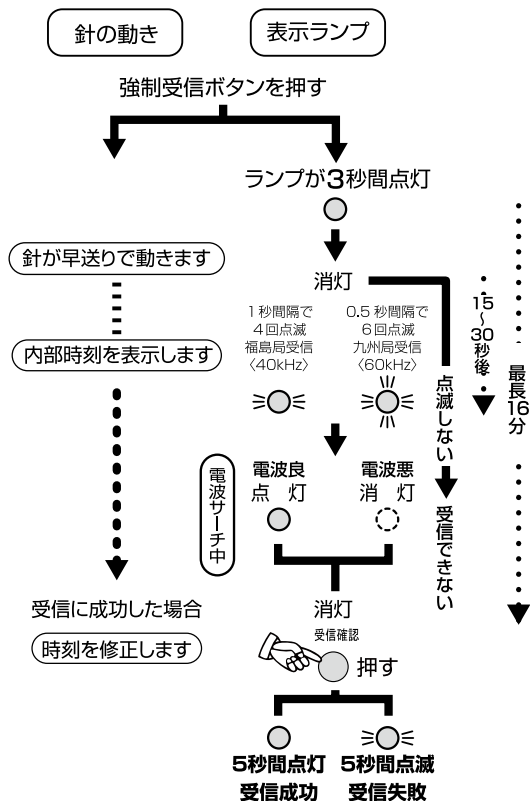 針の動き
表示ランプ
強制受信ボタンを押す
ランプが3秒間点灯
針が早送りで動きます
消灯
1秒間隔で
4回点滅
福島局受信
〈40kHz〉
0.5秒間隔で
6回点滅
九州局受信
〈60kHz〉
15〜30秒後
最長16分
内部時刻を表示します
点滅しない
受信できない
電波サーチ中
電波良
点 灯
電波悪
消 灯
受信に成功した場合
時刻を修正します
消灯
受信確認
押す
5秒間点灯
受信成功
5秒間点滅
受信失敗